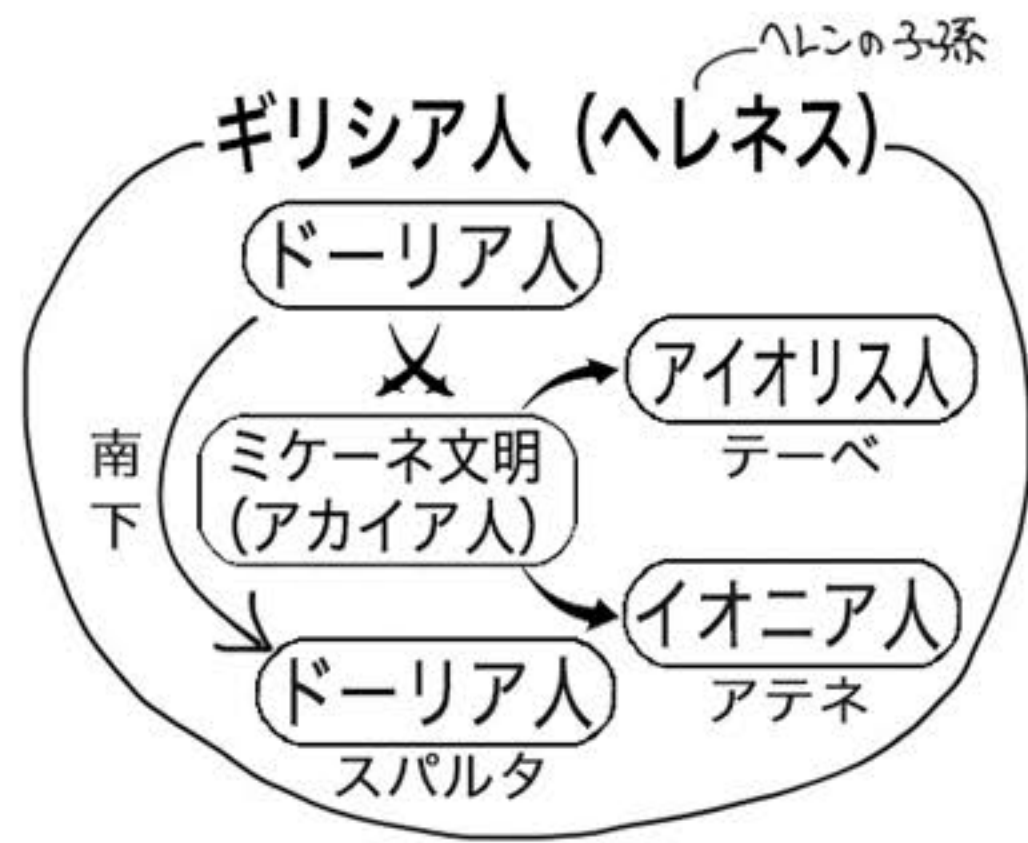 ヘレンの子孫
ギリシア人（ヘレネス）
ドーリア人
南下
ミケーネ文明
(アカイア人)
アイオリス人
テーベ
イオニア人
アテネ
ドーリア人
スパルタ